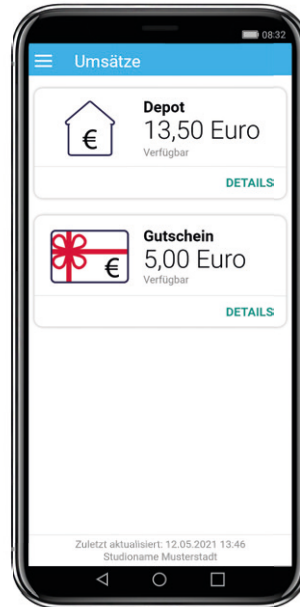 08:32
Umsätze
Depot
€
13,50 Euro
Verfügbar
DETAILS
Gutschein
€
5,00 Euro
Verfügbar
DETAILS
Zuletzt aktualisiert: 12.05.2021 13:46
Studioname Musterstadt